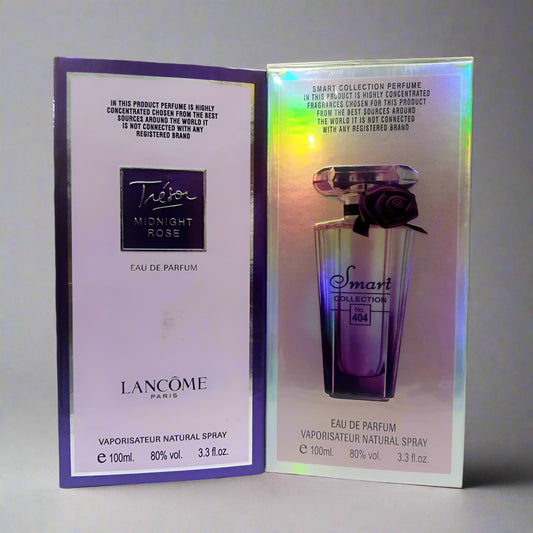 IN THIS PRODUCT PERFUME IS HIGHLY
CONCENTRATED CHOSEN FROM THE BEST
SOURCES AROUND THE WORLD IT
IS NOT CONNECTED WITH ANY
REGISTERED BRAND
Trésor
MIDNIGHT
ROSE
EAU DE PARFUM
LANCÔME
PARIS
VAPORISATEUR NATURAL SPRAY
e 100ml. 80% vol. 3.3 fl.oz.
SMART COLLECTION PERFUME
IN THIS PRODUCT IS HIGHLY CONCENTRATED
FRAGRANCES CHOSEN FOR THIS PRODUCT
FROM THE BEST SOURCES AROUND
THE WORLD IT IS NOT CONNECTED
WITH ANY REGISTERED BRAND
Smart
COLLECTION
No.
404
EAU DE PARFUM
VAPORISATEUR NATURAL SPRAY
e 100ml. 80% vol. 3.3 fl.oz.